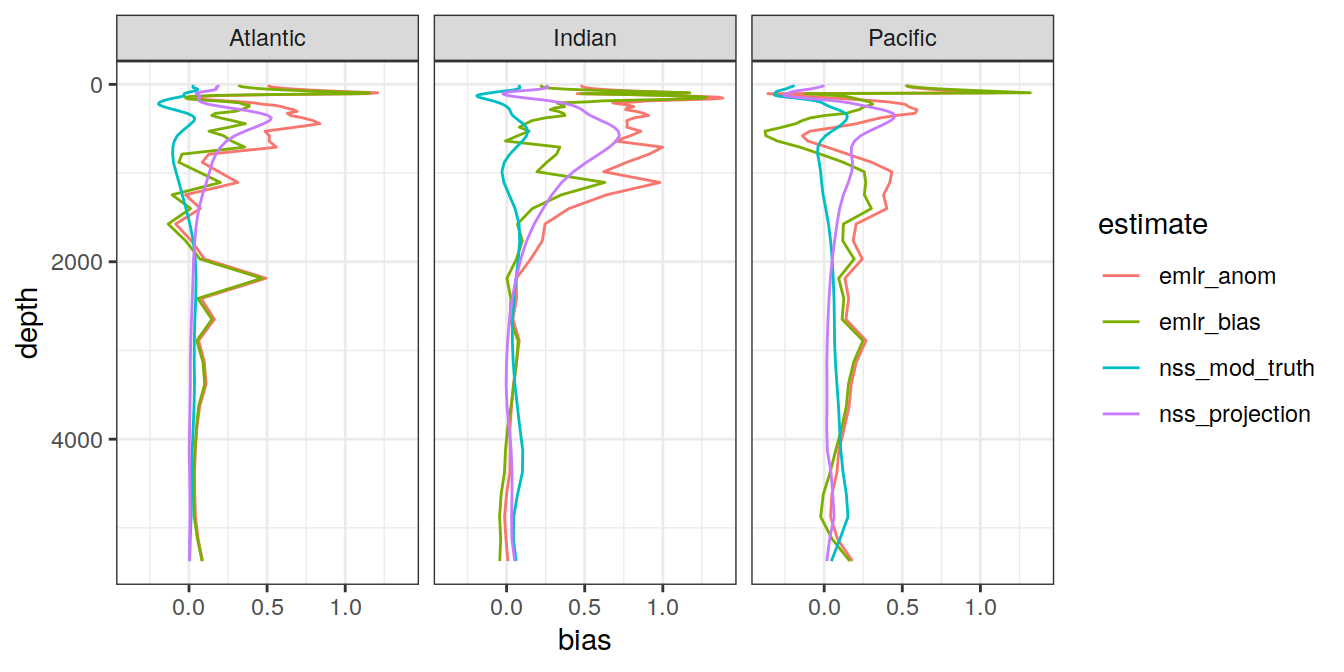 Atlantic Indian Pacific
0
2000
4000
depth
0.0 0.5 1.0 0.0 0.5 1.0 0.0 0.5 1.0
bias
estimate
emlr_anom
emlr_bias
nss_mod_truth
nss_projection